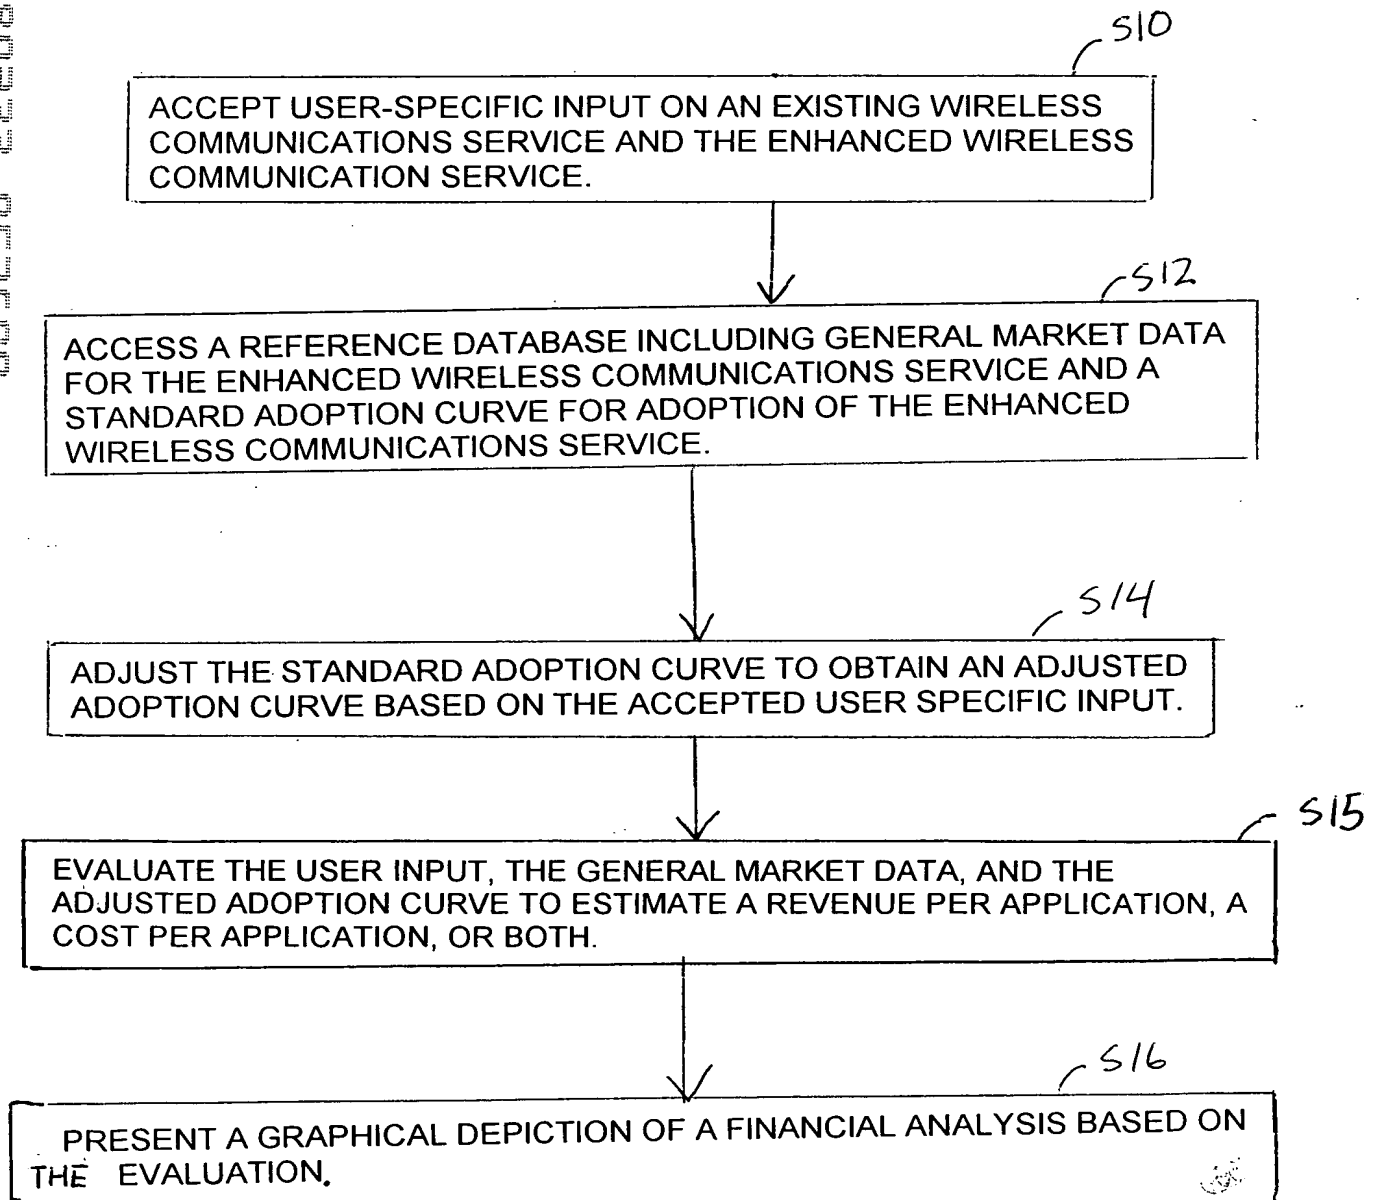 S10
ACCEPT USER-SPECIFIC INPUT ON AN EXISTING WIRELESS
COMMUNICATIONS SERVICE AND THE ENHANCED WIRELESS
COMMUNICATION SERVICE.
S12
ACCESS A REFERENCE DATABASE INCLUDING GENERAL MARKET DATA
FOR THE ENHANCED WIRELESS COMMUNICATIONS SERVICE AND A
STANDARD ADOPTION CURVE FOR ADOPTION OF THE ENHANCED
WIRELESS COMMUNICATIONS SERVICE.
S14
ADJUST THE STANDARD ADOPTION CURVE TO OBTAIN AN ADJUSTED
ADOPTION CURVE BASED ON THE ACCEPTED USER SPECIFIC INPUT.
S15
EVALUATE THE USER INPUT, THE GENERAL MARKET DATA, AND THE
ADJUSTED ADOPTION CURVE TO ESTIMATE A REVENUE PER APPLICATION, A
COST PER APPLICATION, OR BOTH.
S16
PRESENT A GRAPHICAL DEPICTION OF A FINANCIAL ANALYSIS BASED ON
THE EVALUATION.